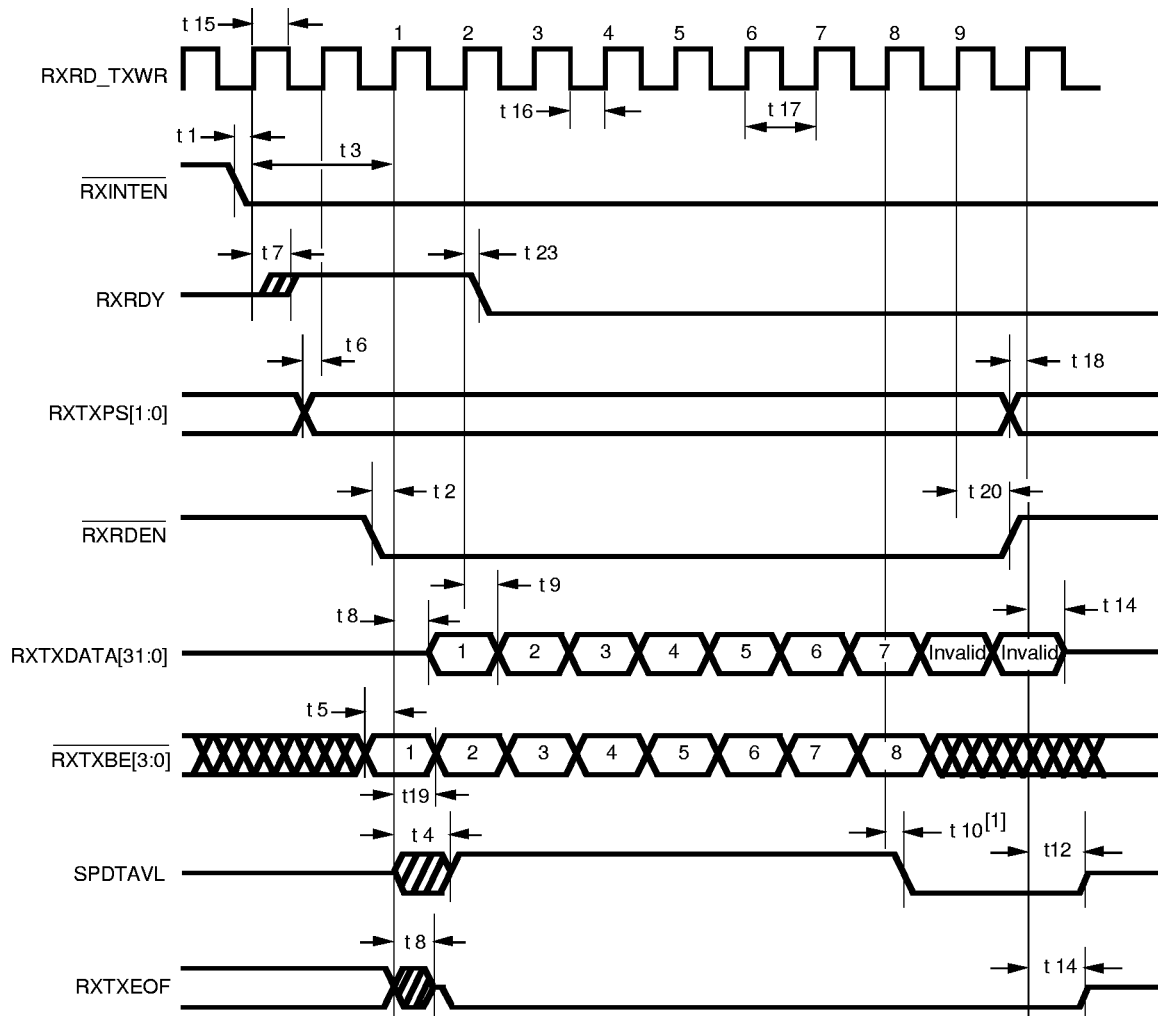 t 15
1 2 3 4 5 6 7 8 9
RXRD_TXWR
t 16
t 17
t 1
t 3
RXINTEN
t 7
t 23
RXRDY
t 6
t 18
RXTXPS[1:0]
t 2
t 20
RXRDEN
t 9
t 8
t 14
RXTXDATA[31:0]
1 2 3 4 5 6 7 Invalid Invalid
t 5
RXTXBE[3:0]
1 2 3 4 5 6 7 8
t19
t 4
t 10[1]
t12
SPDTAVL
t 8
t 14
RXTXEOF